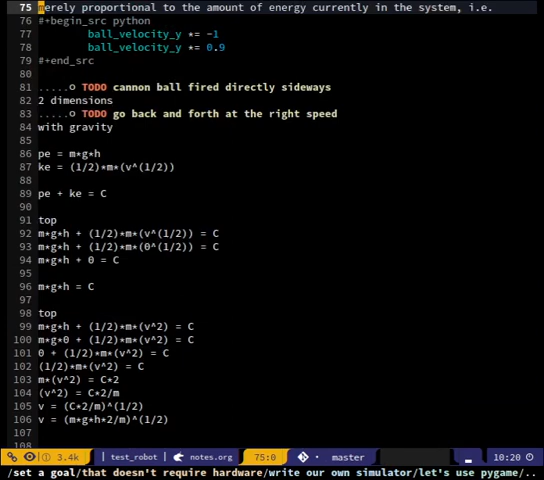 75 merely proportional to the amount of energy currently in the system, i.e.
76 #+begin_src python
77 ball_velocity_y *= -1
78 ball_velocity_y *= 0.9
79 #+end_src
80
81 .....o TODO cannon ball fired directly sideways
82 2 dimensions
83 .....o TODO go back and forth at the right speed
84 with gravity
85
86 pe = m*g*h
87 ke = (1/2)*m*(v^(1/2))
88
89 pe + ke = C
90
91 top
92 m*g*h + (1/2)*m*(v^(1/2)) = C
93 m*g*h + (1/2)*m*(0^(1/2)) = C
94 m*g*h + 0 = C
95
96 m*g*h = C
97
98 top
99 m*g*h + (1/2)*m*(v^2) = C
100 m*g*0 + (1/2)*m*(v^2) = C
101 0 + (1/2)*m*(v^2) = C
102 (1/2)*m*(v^2) = C
103 m*(v^2) = C*2
104 (v^2) = C*2/m
105 v = (C*2/m)^(1/2)
106 v = (m*g*h*2/m)^(1/2)
107
108
① 3.4k | test_robot | notes.org 75:0 master 10:20
/set a goal/that doesn't require hardware/write our own simulator/let's use pygame/..